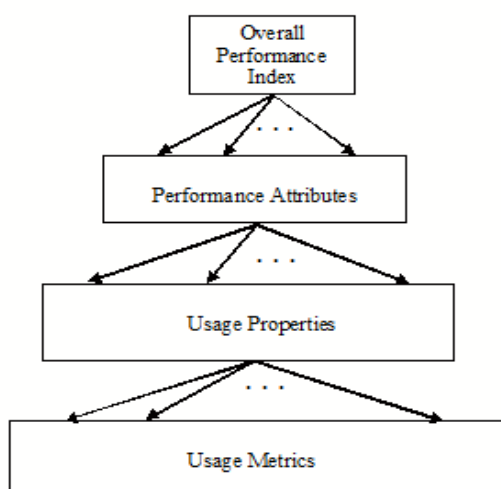 Overall
Performance
Index
. . .
Performance Attributes
. . .
Usage Properties
. . .
Usage Metrics